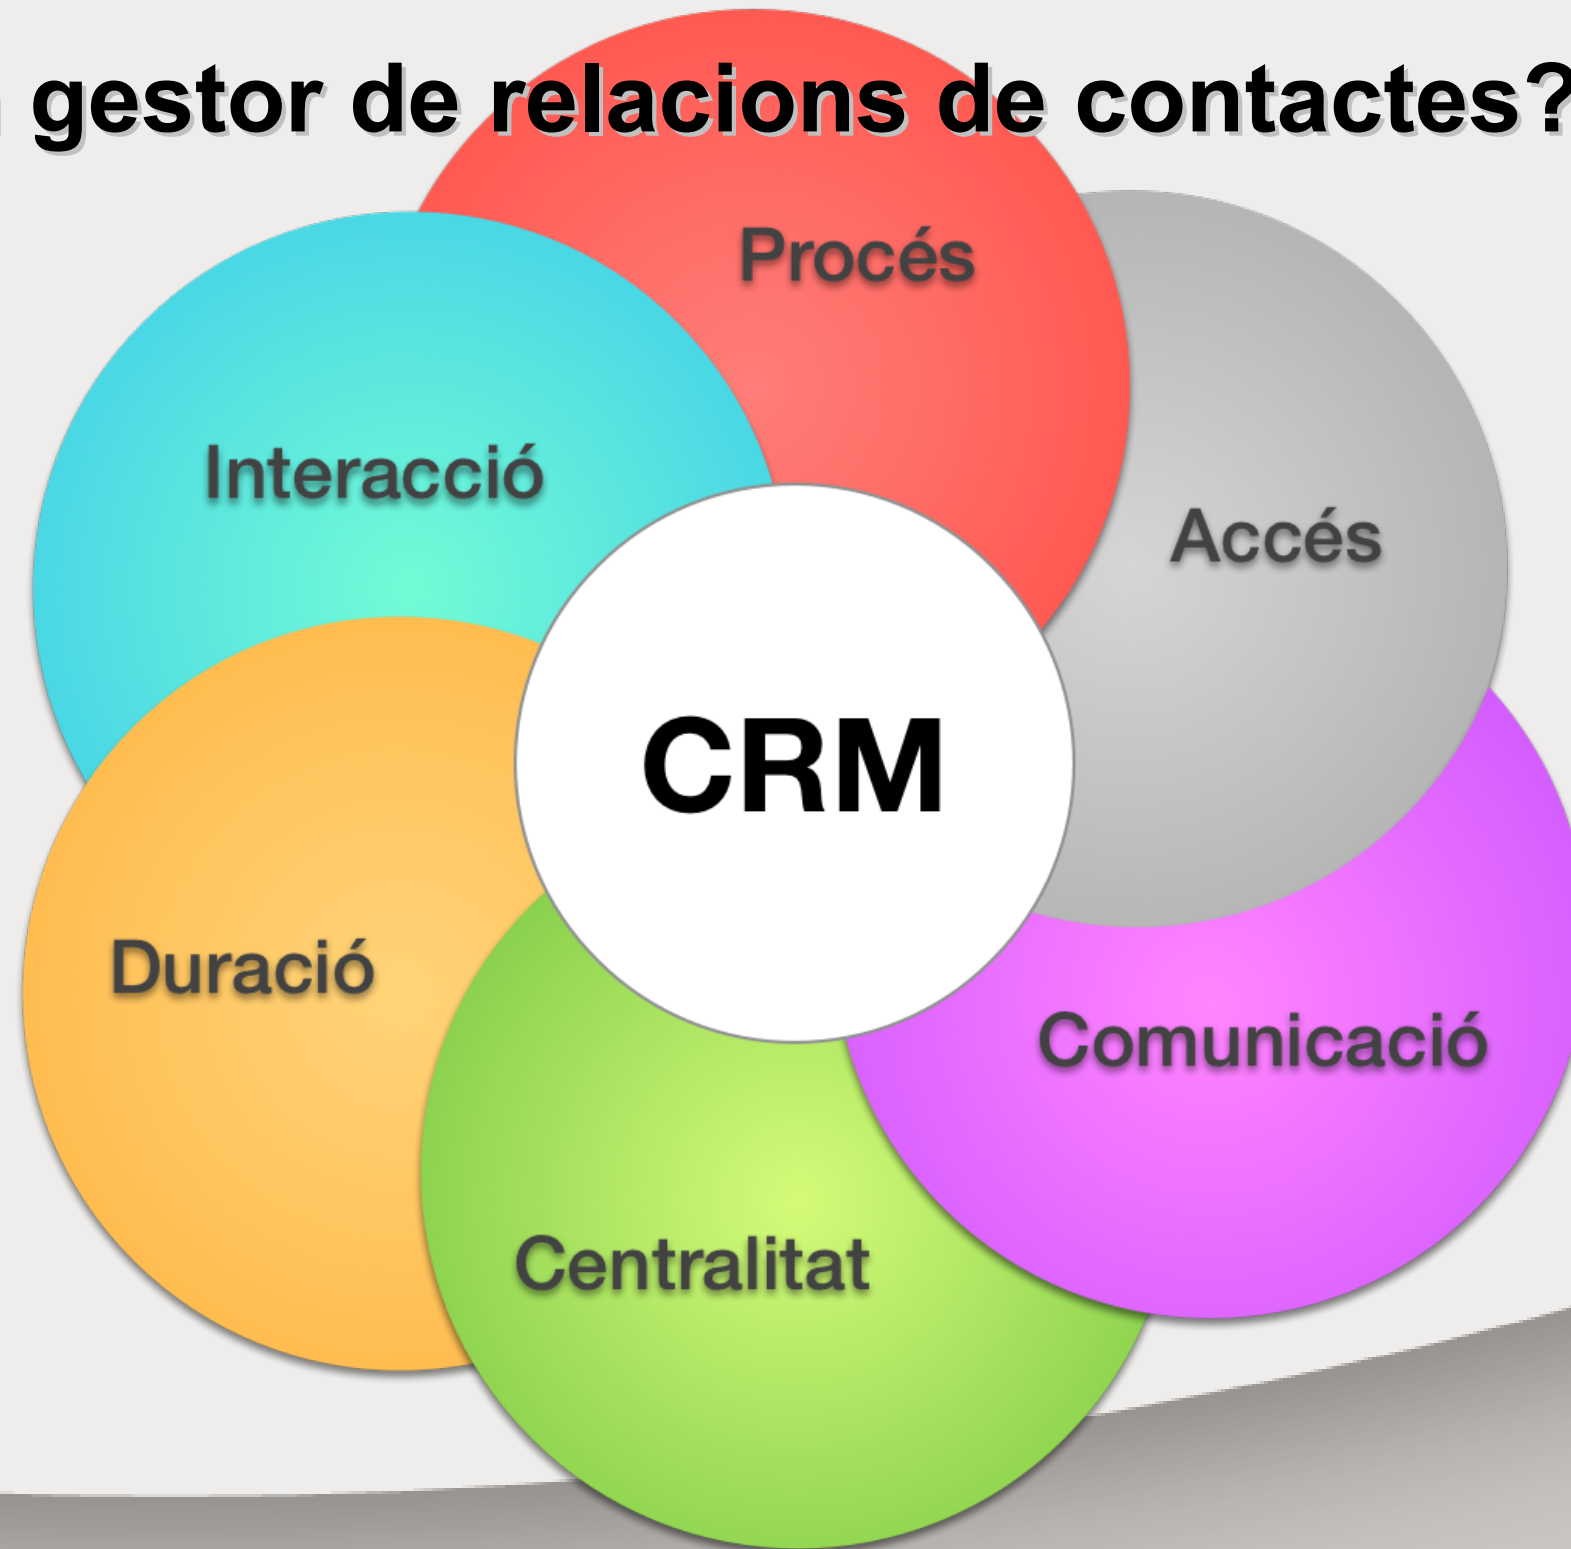 gestor de relacions de contactes?
Procés
Interacció
Accés
CRM
Duració
Comunicació
Centralitat